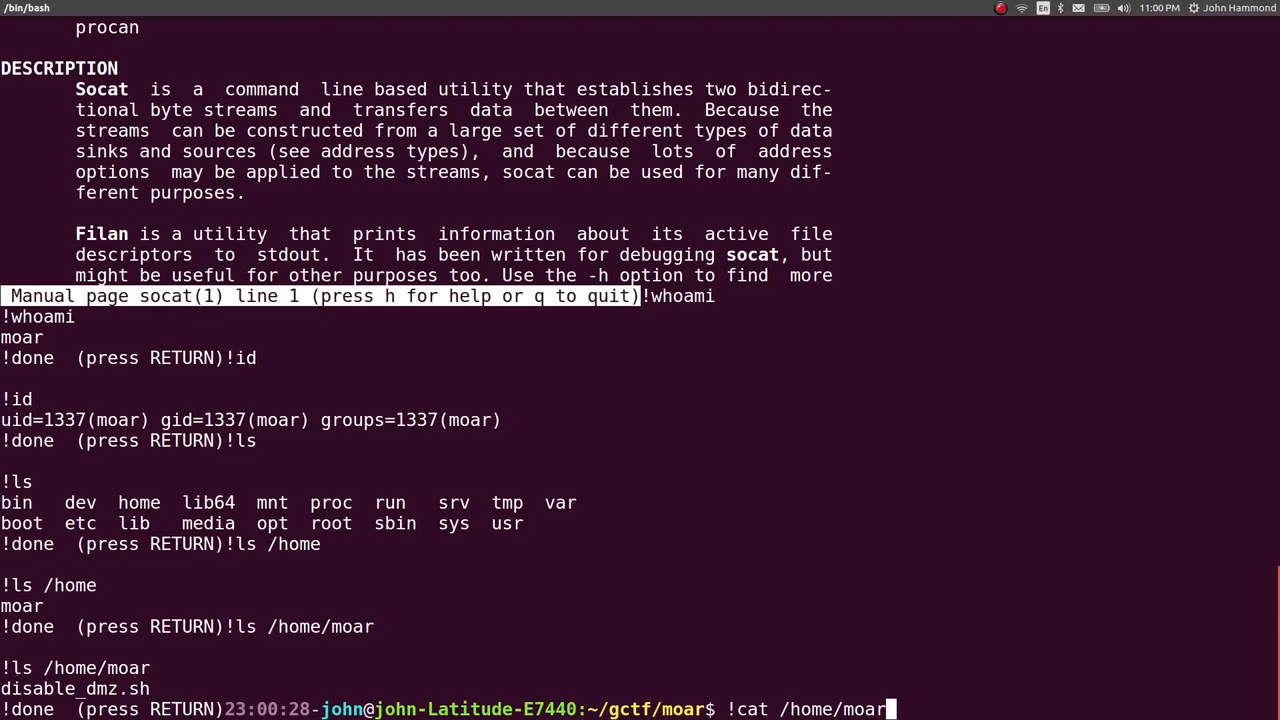 /bin/bash
En
11:00 PM
John Hammond
procan
DESCRIPTION
Socat is a command line based utility that establishes two bidirec-
tional byte streams and transfers data between them. Because the
streams can be constructed from a large set of different types of data
sinks and sources (see address types), and because lots of address
options may be applied to the streams, socat can be used for many dif-
ferent purposes.
Filan is a utility that prints information about its active file
descriptors to stdout. It has been written for debugging socat, but
might be useful for other purposes too. Use the -h option to find more
Manual page socat(1) line 1 (press h for help or q to quit)!whoami
!whoami
moar
!done (press RETURN)!id
!id
uid=1337(moar) gid=1337(moar) groups=1337(moar)
!done (press RETURN)!ls
!ls
bin dev home lib64 mnt proc run srv tmp var
boot etc lib media opt root sbin sys usr
!done (press RETURN)!ls /home
!ls /home
moar
!done (press RETURN)!ls /home/moar
!ls /home/moar
disable_dmz.sh
!done (press RETURN)23:00:28-john@john-Latitude-E7440:~/gctf/moar$ !cat /home/moar